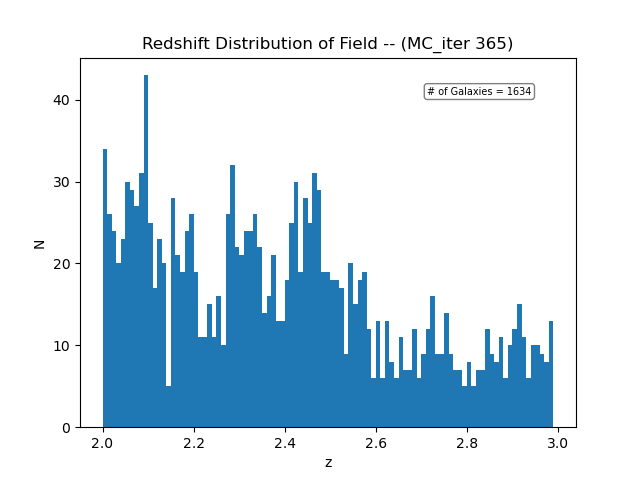 Redshift Distribution of Field -- (MC_iter 365)
# of Galaxies = 1634
40
30
20
10
0
N
2.0 2.2 2.4 2.6 2.8 3.0
z